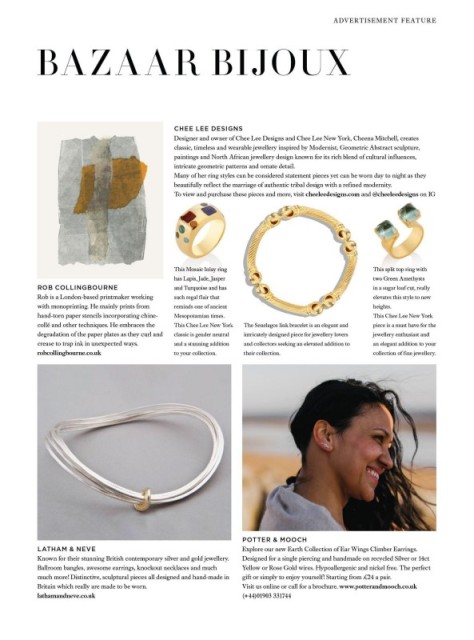 ADVERTISEMENT FEATURE
BAZAAR BIJOUX
CHEE LEE DESIGNS
Designer and owner of Chee Lee Designs and Chee Lee New York, Cheena Mitchell, creates
classic, timeless and wearable jewellery inspired by Modernist, Geometric Abstract sculpture,
paintings and North African jewellery design known for its rich blend of cultural influences,
intricate geometric patterns and ornate detail.
Many of her ring styles can be considered statement pieces yet can be worn day to night as they
beautifully reflect the marriage of authentic tribal design with a refined modernity.
To view and purchase these pieces and more, visit cheeleedesigns.com and @cheeleedesigns on IG
ROB COLLINGBOURNE
Rob is a London-based printmaker working
with monoprinting. He mainly prints from
hand-torn paper stencils incorporating chine-
collé and other techniques. He embraces the
degradation of the paper plates as they curl and
crease to trap ink in unexpected ways.
robcollingbourne.co.uk
This Mosaic Inlay ring
has Lapis, Jade, Jasper
and Turquoise and has
such regal flair that
reminds one of ancient
Mesopotamian times.
This Chee Lee New York
classic is gender neutral
and a stunning addition
to your collection.
The Soutelages link bracelet is an elegant and
intricately designed piece for jewellery lovers
and collectors seeking an elevated addition to
their collection.
This split top ring with
two Green Amethysts
in a sugar loaf cut, really
elevates this style to new
heights.
This Chee Lee New York
piece is a must have for the
jewellery enthusiast and
an elegant addition to your
collection of fine jewellery.
LATHAM & NEVE
Known for their stunning British contemporary silver and gold jewellery.
Ballroom bangles, awesome earrings, knockout necklaces and much
much more! Distinctive, sculptural pieces all designed and hand-made in
Britain which really are made to be worn.
lathamandneve.co.uk
POTTER & MOOCH
Explore our new Earth Collection of Ear Wings Climber Earrings.
Designed for a single piercing and handmade on recycled Silver or 14ct
Yellow or Rose Gold wires. Hypoallergenic and nickel free. The perfect
gift or simply to enjoy yourself! Starting from £24 a pair.
Visit us online or call for a brochure. www.potterandmooch.co.uk
(+44)01903 331744